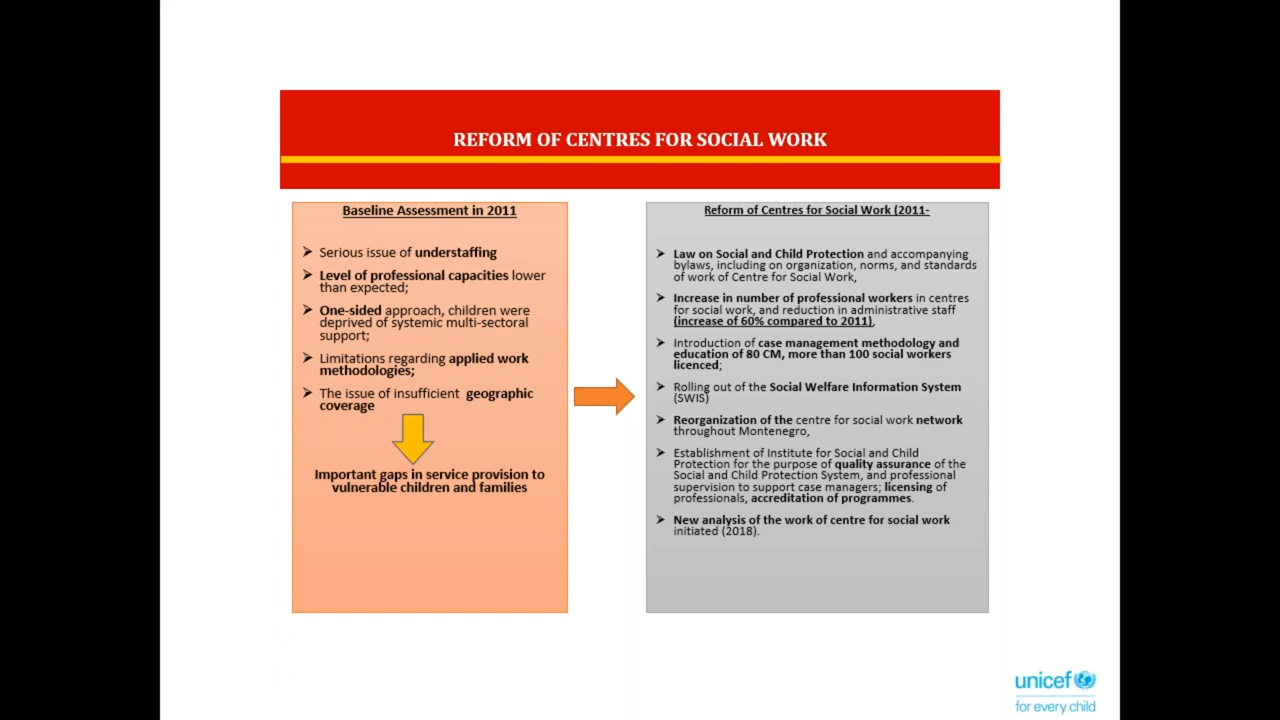 REFORM OF CENTRES FOR SOCIAL WORK
Baseline Assessment in 2011
Serious issue of understaffing
Level of professional capacities lower
than expected;
One-sided approach, children were
deprived of systemic multi-sectoral
support;
Limitations regarding applied work
methodologies;
The issue of insufficient geographic
coverage
Important gaps in service provision to
vulnerable children and families
Reform of Centres for Social Work (2011-
Law on Social and Child Protection and accompanying
bylaws, including on organization, norms, and standards
of work of Centre for Social Work,
Increase in number of professional workers in centres
for social work, and reduction in administrative staff
(increase of 60% compared to 2011),
Introduction of case management methodology and
education of 80 CM, more than 100 social workers
licenced;
Rolling out of the Social Welfare Information System
(SWIS)
Reorganization of the centre for social work network
throughout Montenegro,
Establishment of Institute for Social and Child
Protection for the purpose of quality assurance of the
Social and Child Protection System, and professional
supervision to support case managers; licensing of
professionals, accreditation of programmes.
New analysis of the work of centre for social work
initiated (2018).
unicef
for every child